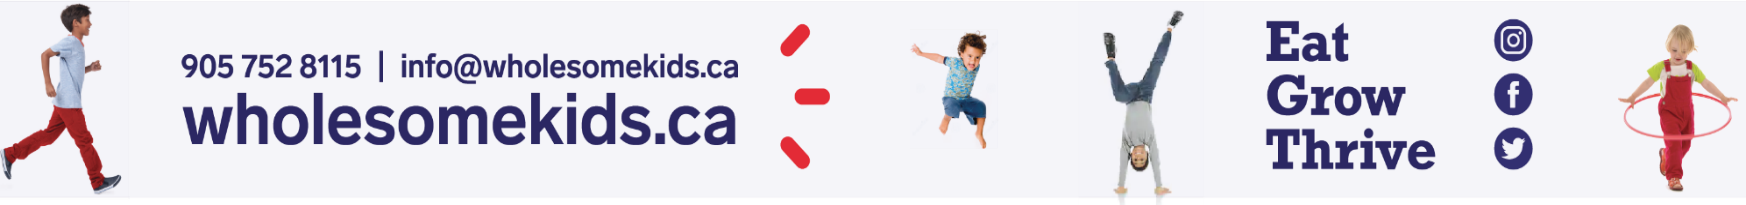 905 752 8115 | info@wholesomekids.ca
wholesomekids.ca
Eat
Grow
Thrive